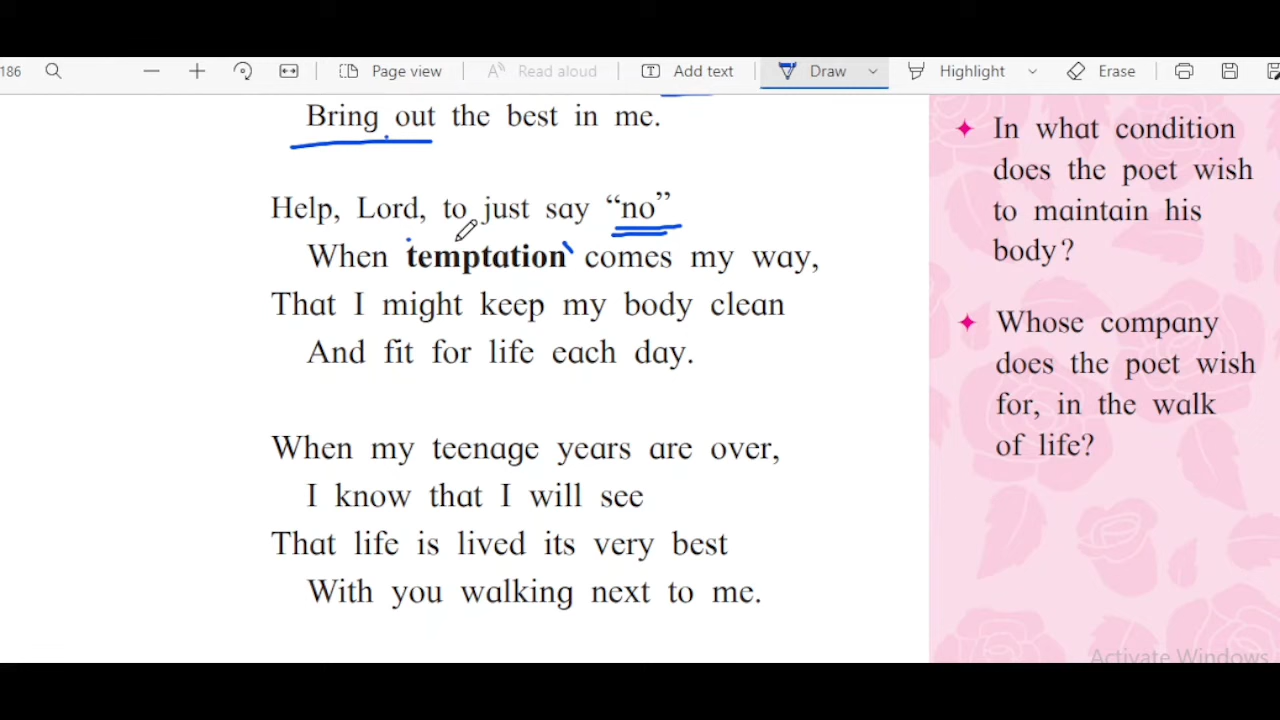 186
Page view
Read aloud
Add text
Draw
Highlight
Erase
Bring out the best in me.
Help, Lord, to just say “no”
When temptation comes my way,
That I might keep my body clean
And fit for life each day.
When my teenage years are over,
I know that I will see
That life is lived its very best
With you walking next to me.
In what condition
does the poet wish
to maintain his
body?
Whose company
does the poet wish
for, in the walk
of life?
Activate Windows